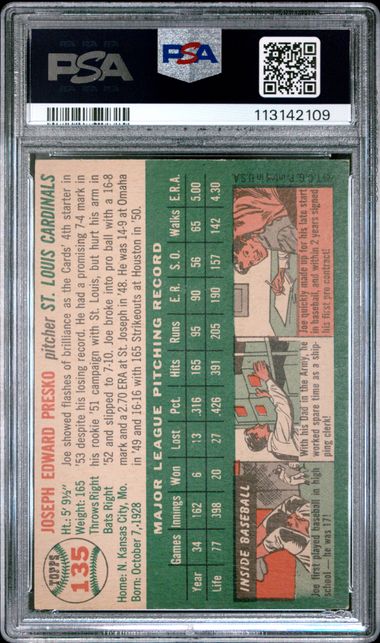 PSA
PSA
113142109
TOPPS
135
JOSEPH EDWARD PRESKO pitcher ST. LOUIS CARDINALS
Ht.: 5' 9½"
Weight: 165
Throws Right
Bats Right
Home: N. Kansas City, Mo.
Born: October 7, 1928
Joe showed flashes of brilliance as the Cards' 4th starter in
'53 despite his losing record. He had a promising 7-4 mark in
his rookie '51 campaign with St. Louis, but hurt his arm in
'52 and slipped to 7-10. Joe broke into pro ball with a 16-8
mark and a 2.70 ERA at St. Joseph in '48. He was 14-9 at Omaha
in '49 and 16-16 with 165 Strikeouts at Houston in '50.
MAJOR LEAGUE PITCHING RECORD
Games Innings Won Lost Pct. Hits Runs E.R. S.O. Walks E.R.A.
Year 34 162 6 13 .316 165 95 90 56 65 5.00
Life 77 398 20 27 .426 391 205 190 157 142 4.30
INSIDE BASEBALL
Joe first played baseball in high
school — he was 17!
With his Dad in the Army, he
worked spare time as a ship-
ping clerk!
Joe quickly made up for his late start
in baseball, and within 2 years signed
his first pro contract!
T.C.G. Printed in U.S.A.